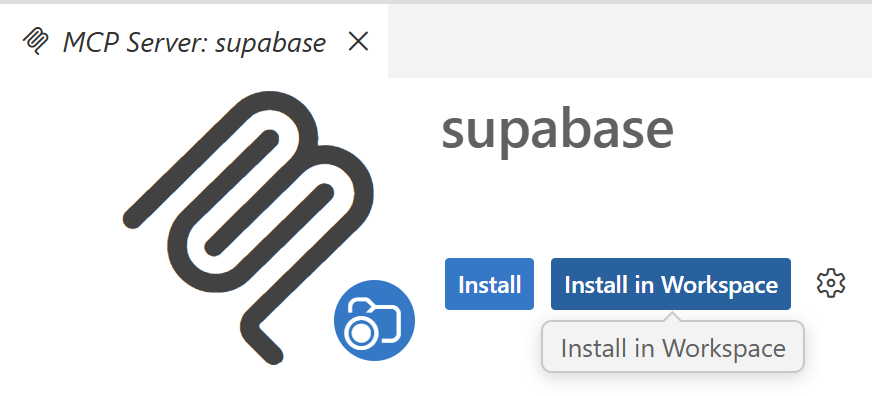 MCP Server: supabase
supabase
Install
Install in Workspace
Install in Workspace